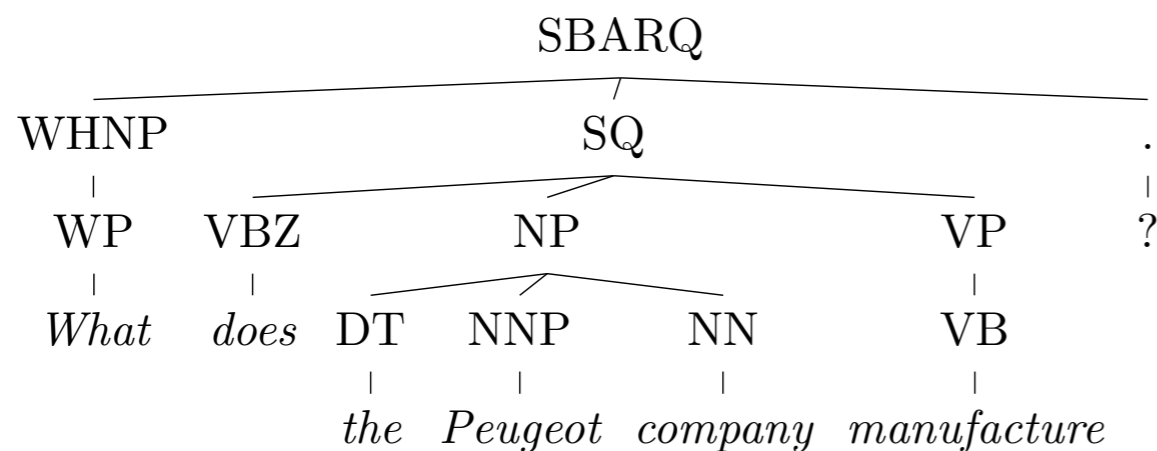 SBARQ
WHNP SQ .
WP VBZ NP VP ?
What does DT NNP NN VB
the Peugeot company manufacture